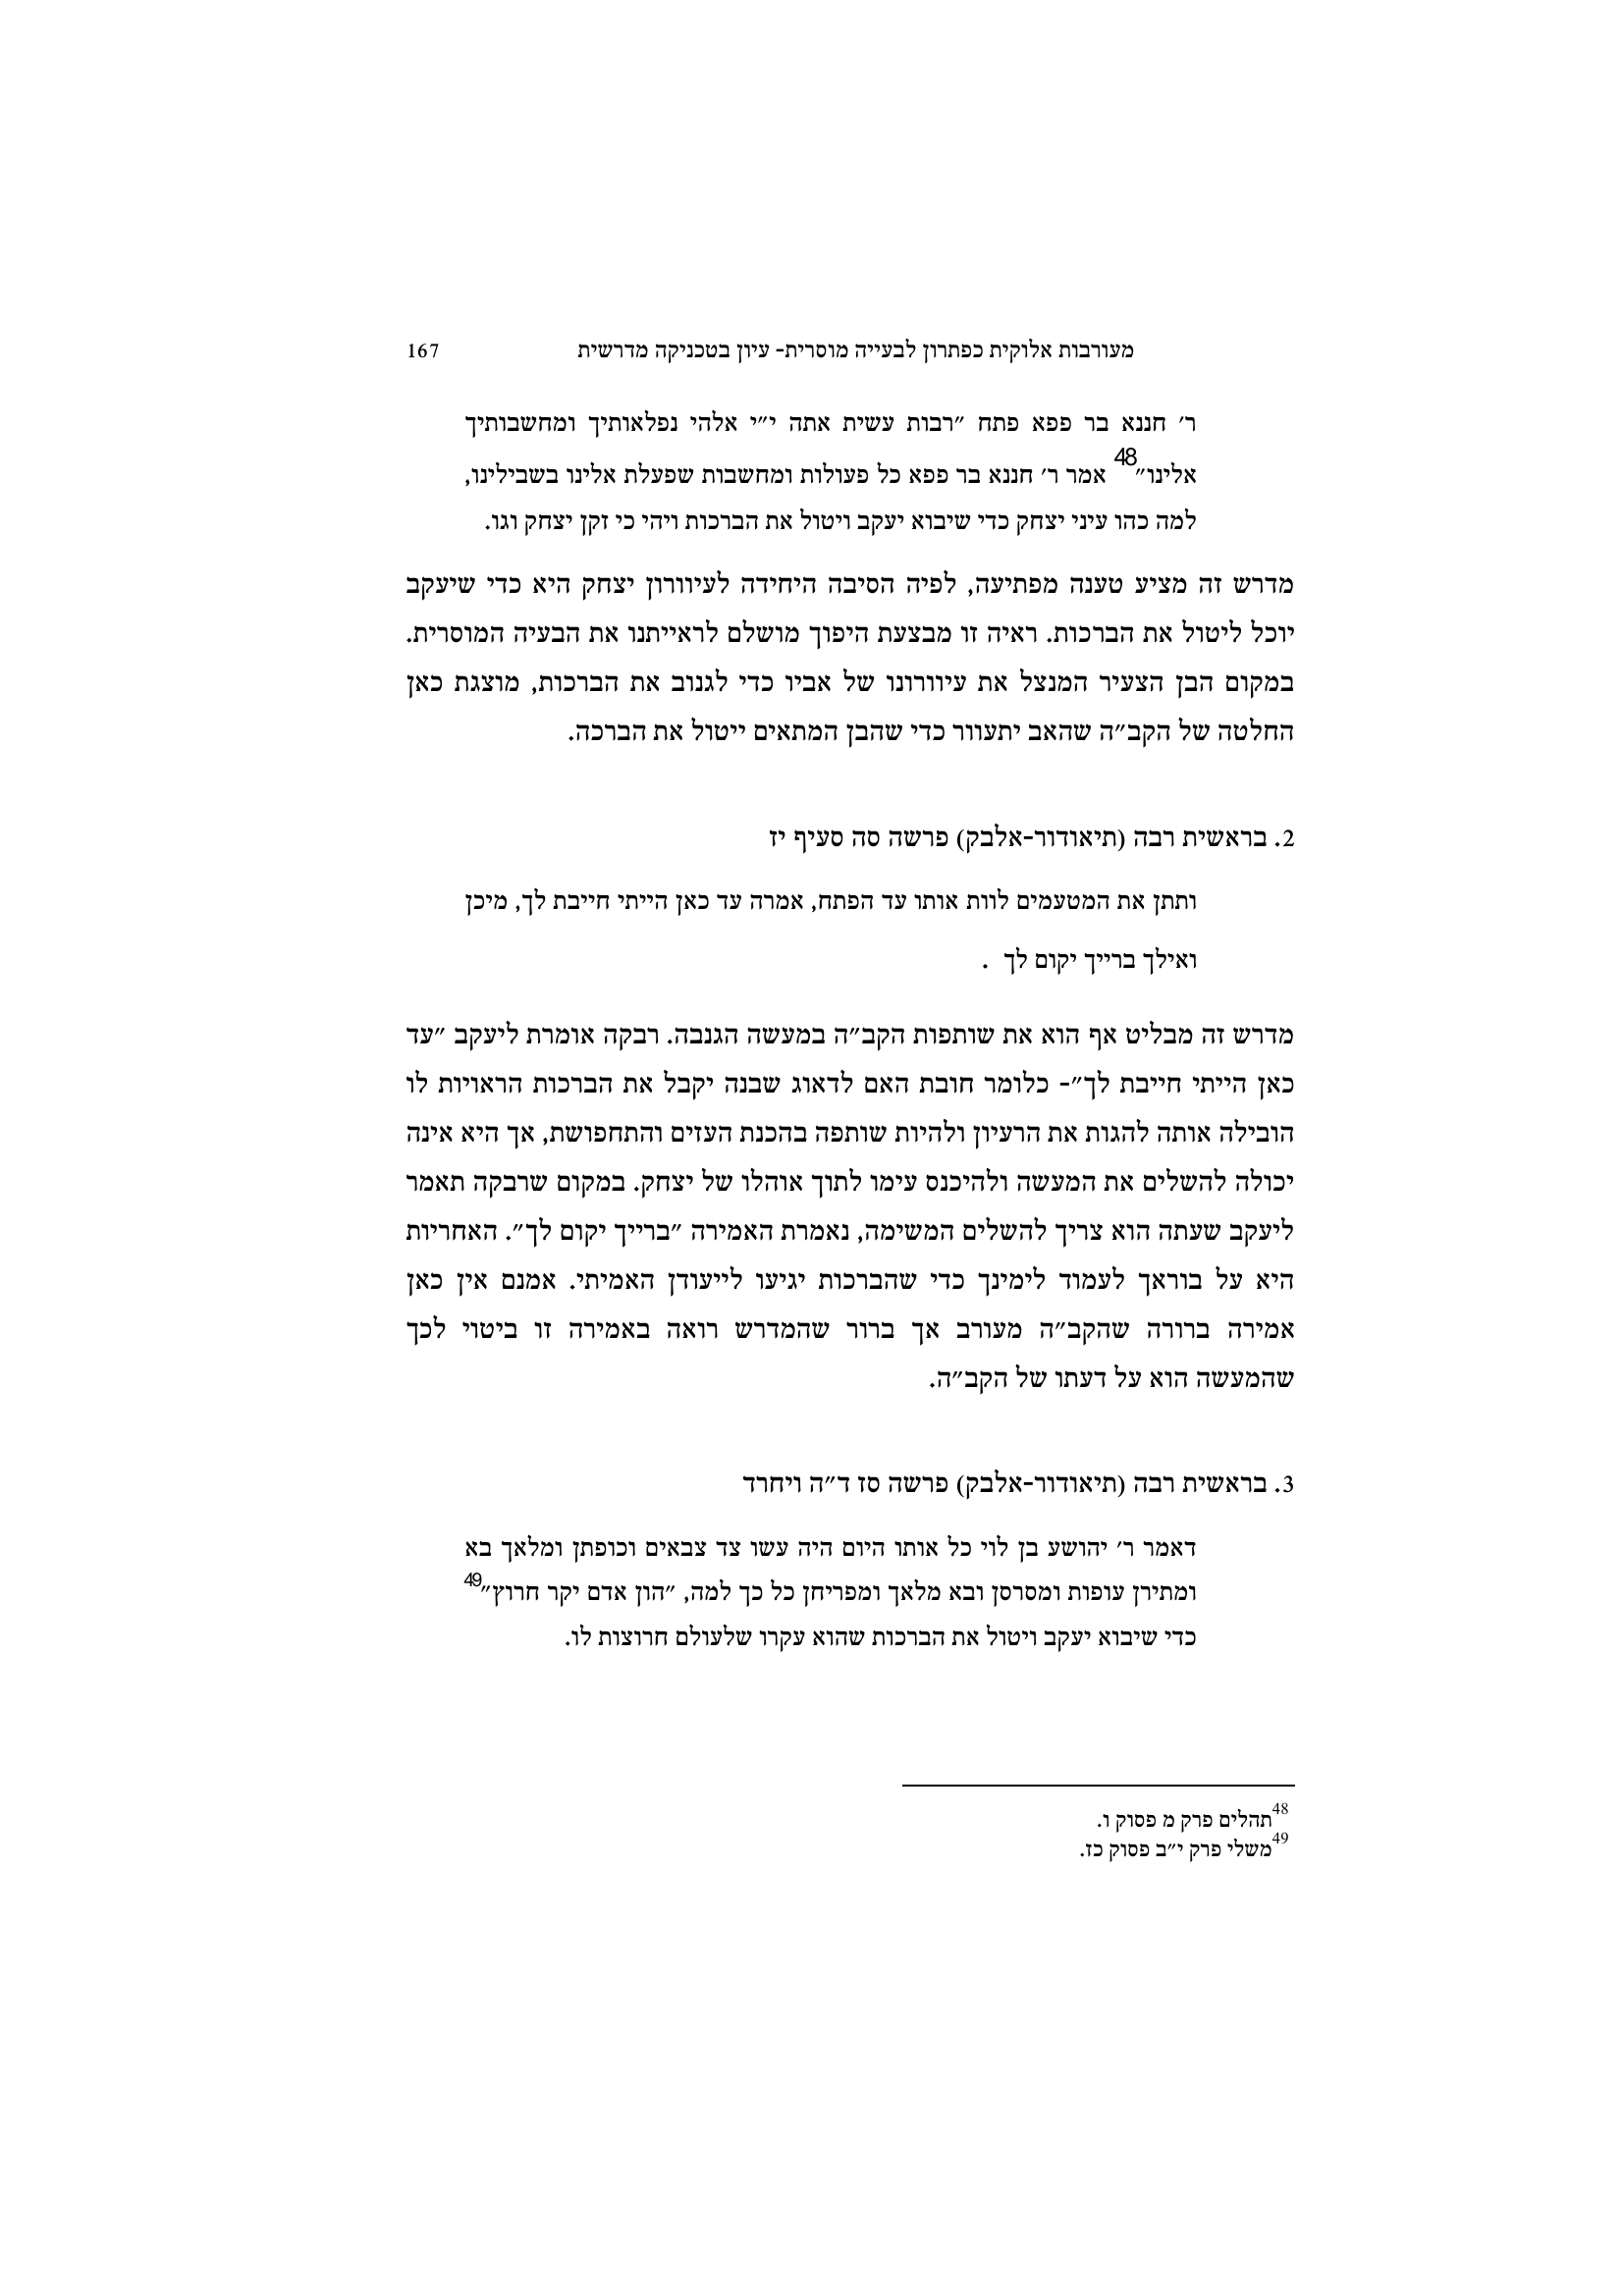 מעורבות אלוקית כפתרון לבעייה מוסרית- עיון בטכניקה מדרשית 167
ר׳ חננא בר פפא פתח ״רבות עשית אתה י״י אלהי נפלאותיך ומחשבותיך
אלינו״48 אמר ר׳ חננא בר פפא כל פעולות ומחשבות שפעלת אלינו בשבילינו,
למה כהו עיני יצחק כדי שיבוא יעקב ויטול את הברכות ויהי כי זקן יצחק וגו.
מדרש זה מציע טענה מפתיעה, לפיה הסיבה היחידה לעיוורון יצחק היא כדי שיעקב
יוכל ליטול את הברכות. ראיה זו מבצעת היפוך מושלם לראייתנו את הבעיה המוסרית.
במקום הבן הצעיר המנצל את עיוורונו של אביו כדי לגנוב את הברכות, מוצגת כאן
החלטה של הקב״ה שהאב יתעוור כדי שהבן המתאים ייטול את הברכה.
2. בראשית רבה (תיאודור-אלבק) פרשה סה סעיף יז
ותתן את המטעמים לוות אותו עד הפתח, אמרה עד כאן הייתי חייבת לך, מיכן
ואילך ברייך יקום לך .
מדרש זה מבליט אף הוא את שותפות הקב״ה במעשה הגנבה. רבקה אומרת ליעקב ״עד
כאן הייתי חייבת לך״- כלומר חובת האם לדאוג שבנה יקבל את הברכות הראויות לו
הובילה אותה להגות את הרעיון ולהיות שותפה בהכנת העזים והתחפושת, אך היא אינה
יכולה להשלים את המעשה ולהיכנס עימו לתוך אוהלו של יצחק. במקום שרבקה תאמר
ליעקב שעתה הוא צריך להשלים המשימה, נאמרת האמירה ״ברייך יקום לך״. האחריות
היא על בוראך לעמוד לימינך כדי שהברכות יגיעו לייעודן האמיתי. אמנם אין כאן
אמירה ברורה שהקב״ה מעורב אך ברור שהמדרש רואה באמירה זו ביטוי לכך
שהמעשה הוא על דעתו של הקב״ה.
3. בראשית רבה (תיאודור-אלבק) פרשה סז ד״ה ויחרד
דאמר ר׳ יהושע בן לוי כל אותו היום היה עשו צד צבאים וכופתן ומלאך בא
ומתירן עופות ומסרסן ובא מלאך ומפריחן כל כך למה, ״הון אדם יקר חרוץ״49
כדי שיבוא יעקב ויטול את הברכות שהוא עקרו שלעולם חרוצות לו.
48תהלים פרק מ פסוק ו.
49משלי פרק י״ב פסוק כז.